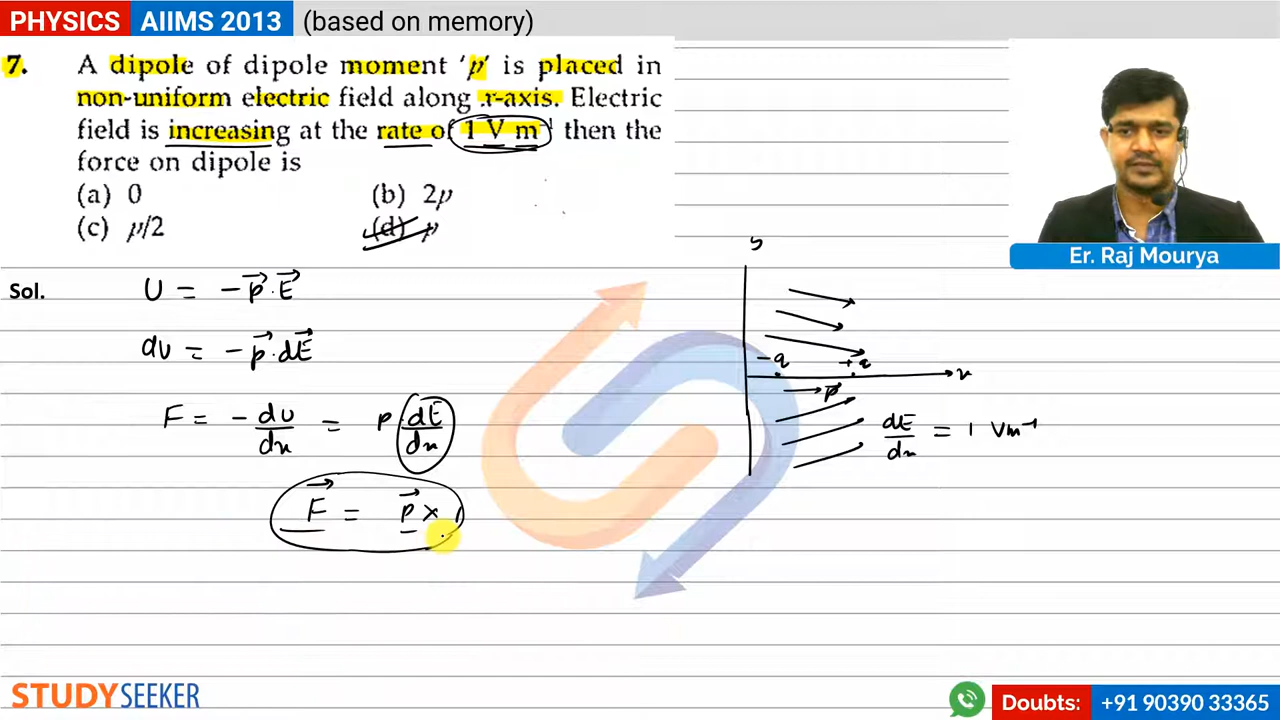 PHYSICS AIIMS 2013 (based on memory)
7. A dipole of dipole moment 'p' is placed in
non-uniform electric field along x-axis. Electric
field is increasing at the rate of 1 V m⁻¹ then the
force on dipole is
(a) 0 (b) 2p
(c) p/2 (d) p
Er. Raj Mourya
Sol. U = -p⃗.E⃗
dU = -p⃗.dE⃗
F = - dU/dx = p.dE/dx
F⃗ = p⃗ × 1
y
-q +q x
p⃗
dE/dx = 1 Vm⁻¹
STUDYSEEKER
Doubts: +91 90390 33365